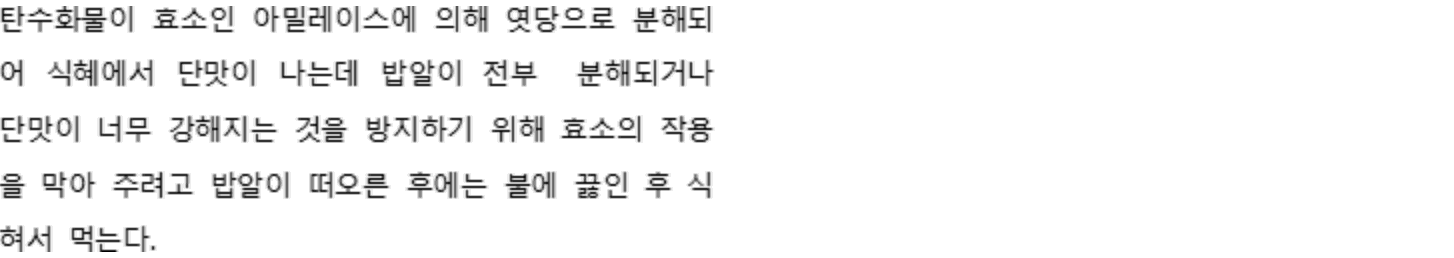 탄수화물이 효소인 아밀레이스에 의해 엿당으로 분해되
어 식혜에서 단맛이 나는데 밥알이 전부 분해되거나
단맛이 너무 강해지는 것을 방지하기 위해 효소의 작용
을 막아 주려고 밥알이 떠오른 후에는 불에 끓인 후 식
혀서 먹는다.